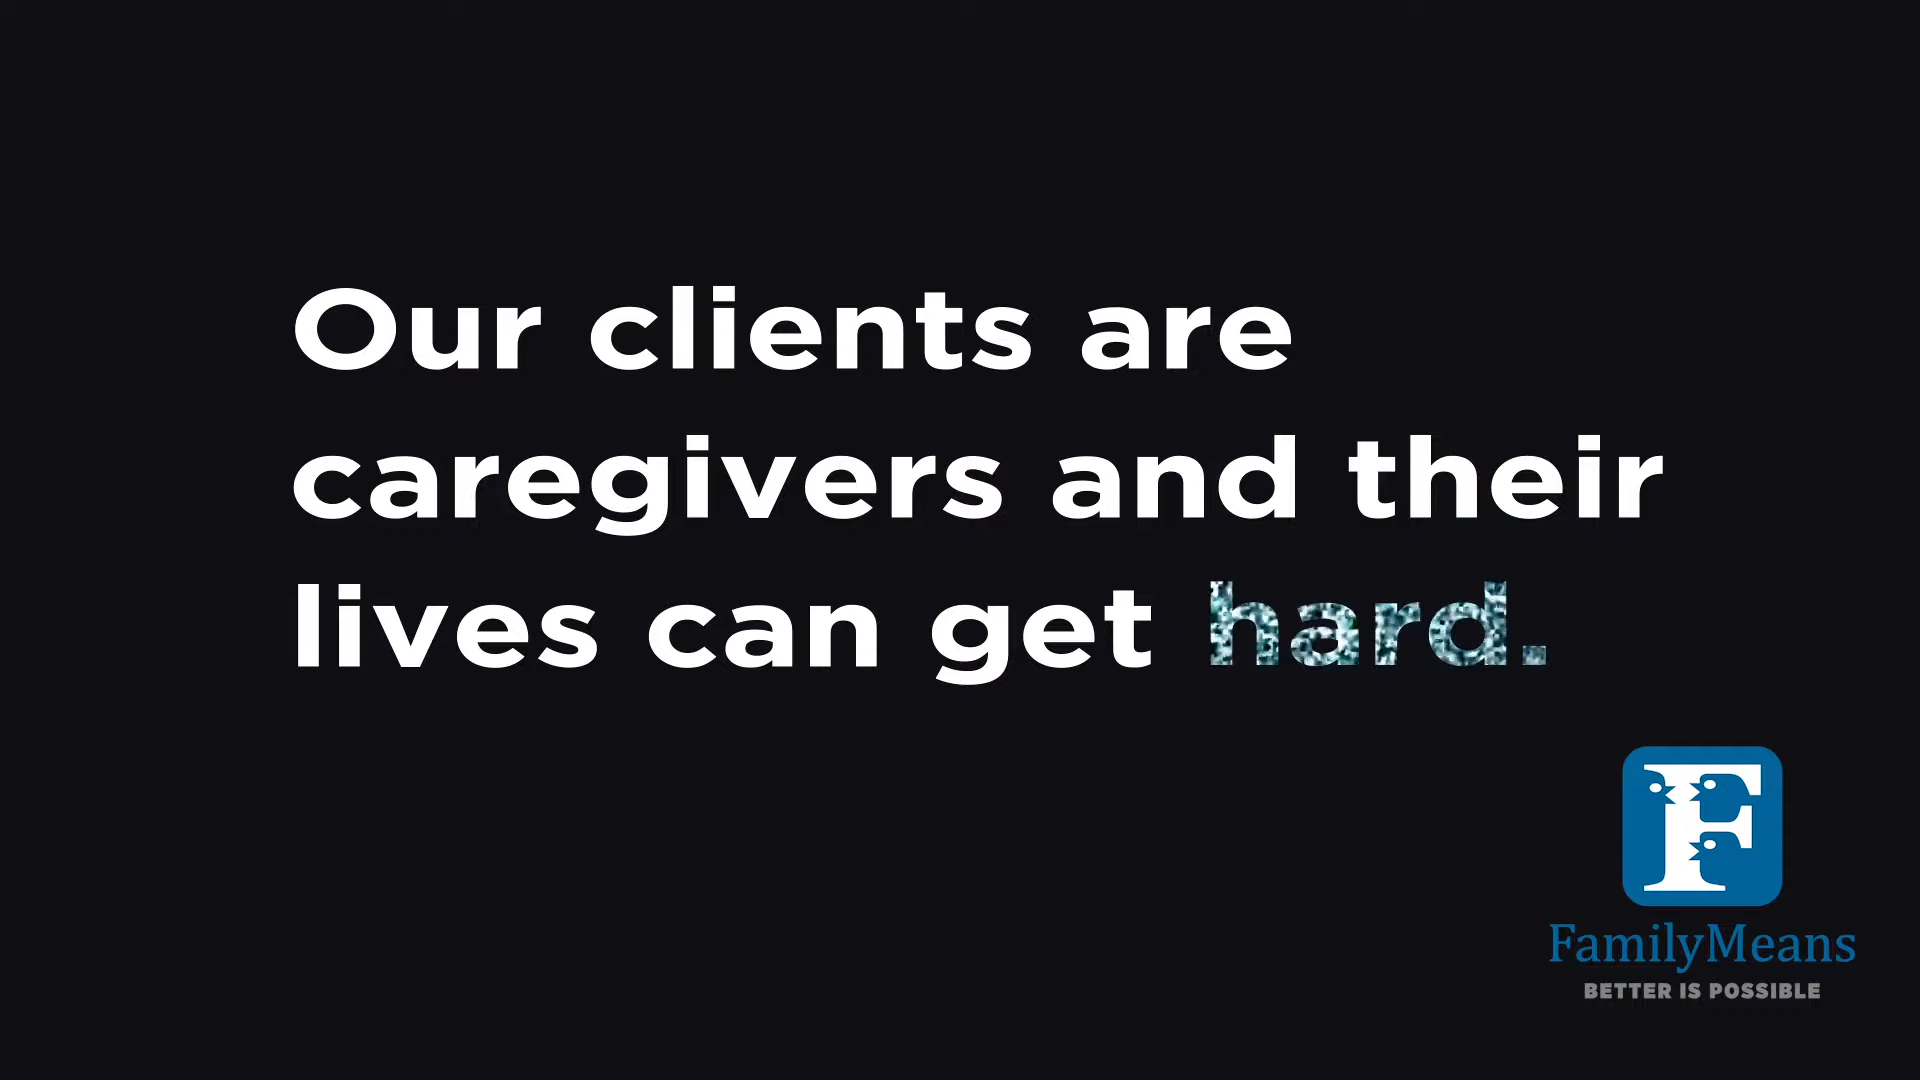 Our clients are
caregivers and their
lives can get hard.
F
FamilyMeans
BETTER IS POSSIBLE